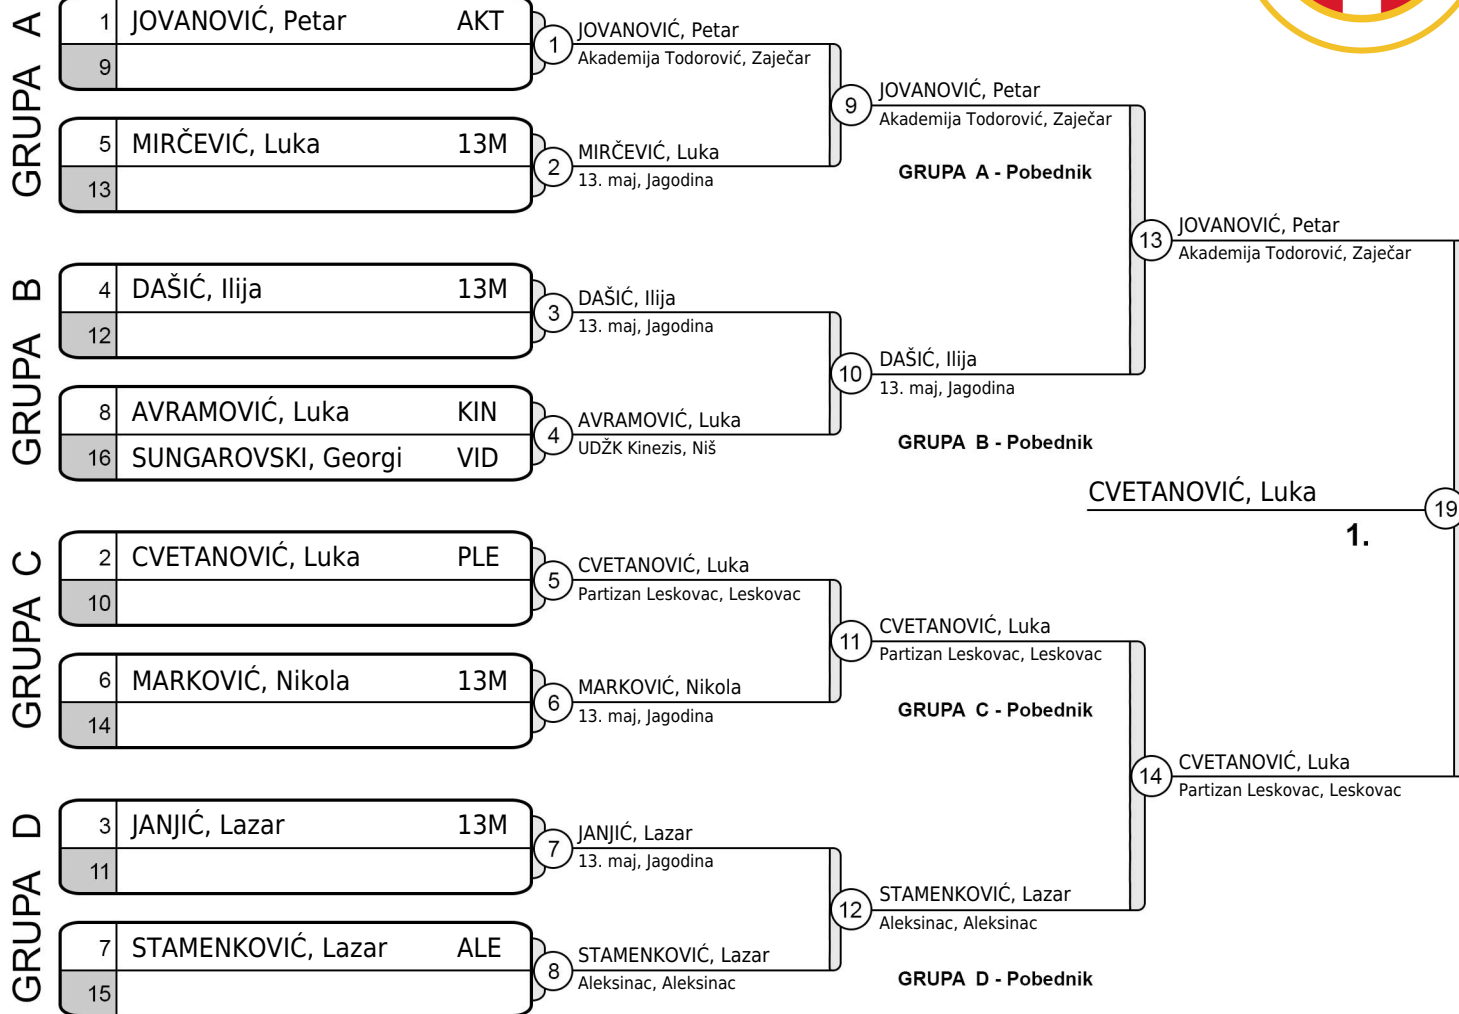 GRUPA A
1 JOVANOVIĆ, Petar AKT
9
5 MIRČEVIĆ, Luka 13M
13
GRUPA B
4 DAŠIĆ, Ilija 13M
12
8 AVRAMOVIĆ, Luka KIN
16 SUNGAROVSKI, Georgi VID
GRUPA C
2 CVETANOVIĆ, Luka PLE
10
6 MARKOVIĆ, Nikola 13M
14
GRUPA D
3 JANJIĆ, Lazar 13M
11
7 STAMENKOVIĆ, Lazar ALE
15
1
JOVANOVIĆ, Petar
Akademija Todorović, Zaječar
2
MIRČEVIĆ, Luka
13. maj, Jagodina
3
DAŠIĆ, Ilija
13. maj, Jagodina
4
AVRAMOVIĆ, Luka
UDŽK Kinezis, Niš
5
CVETANOVIĆ, Luka
Partizan Leskovac, Leskovac
6
MARKOVIĆ, Nikola
13. maj, Jagodina
7
JANJIĆ, Lazar
13. maj, Jagodina
8
STAMENKOVIĆ, Lazar
Aleksinac, Aleksinac
9
JOVANOVIĆ, Petar
Akademija Todorović, Zaječar
GRUPA A - Pobednik
10
DAŠIĆ, Ilija
13. maj, Jagodina
GRUPA B - Pobednik
11
CVETANOVIĆ, Luka
Partizan Leskovac, Leskovac
GRUPA C - Pobednik
12
STAMENKOVIĆ, Lazar
Aleksinac, Aleksinac
GRUPA D - Pobednik
13
JOVANOVIĆ, Petar
Akademija Todorović, Zaječar
14
CVETANOVIĆ, Luka
Partizan Leskovac, Leskovac
CVETANOVIĆ, Luka
19
1.